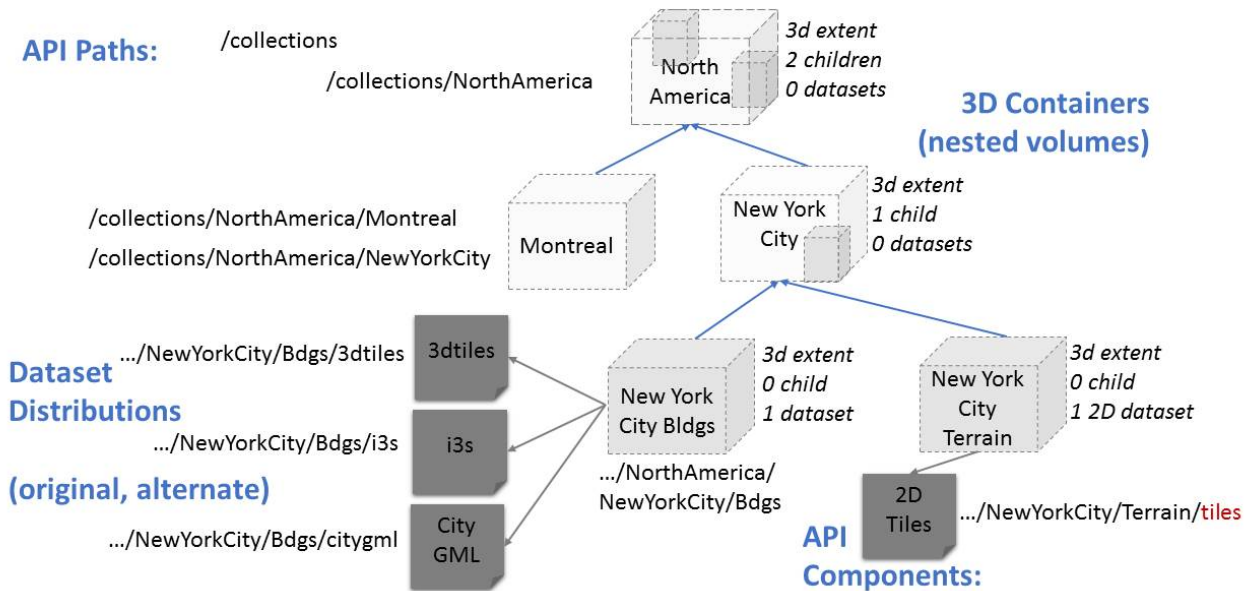 API Paths:
/collections
/collections/NorthAmerica
North
America
3d extent
2 children
0 datasets
3D Containers
(nested volumes)
/collections/NorthAmerica/Montreal
/collections/NorthAmerica/NewYorkCity
Montreal
New York
City
3d extent
1 child
0 datasets
Dataset
Distributions
(original, alternate)
.../NewYorkCity/Bdgs/3dtiles
3dtiles
.../NewYorkCity/Bdgs/i3s
i3s
.../NewYorkCity/Bdgs/citygml
City
GML
New York
City Bldgs
3d extent
0 child
1 dataset
.../NorthAmerica/
NewYorkCity/Bdgs
New York
City
Terrain
3d extent
0 child
1 2D dataset
2D
Tiles
.../NewYorkCity/Terrain/tiles
API
Components: